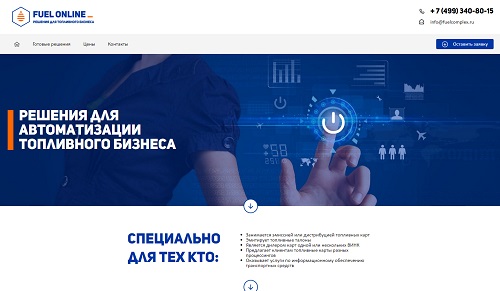 FUEL ONLINE
РЕШЕНИЯ ДЛЯ ТОПЛИВНОГО БИЗНЕСА
+ 7 (499) 340-80-15
info@fuelcomplex.ru
Готовые решения
Цены
Контакты
Оставить заявку
РЕШЕНИЯ ДЛЯ
АВТОМАТИЗАЦИИ
ТОПЛИВНОГО БИЗНЕСА
+58
.258
СПЕЦИАЛЬНО
ДЛЯ ТЕХ КТО:
Занимается эмиссией или дистрибуцией топливных карт
Эмитирует топливные талоны
Является дилером карт одной или нескольких ВИНК
Предлагает клиентам топливные карты разных
процессингов
Оказывает услуги по информационному обеспечению
транспортных средств